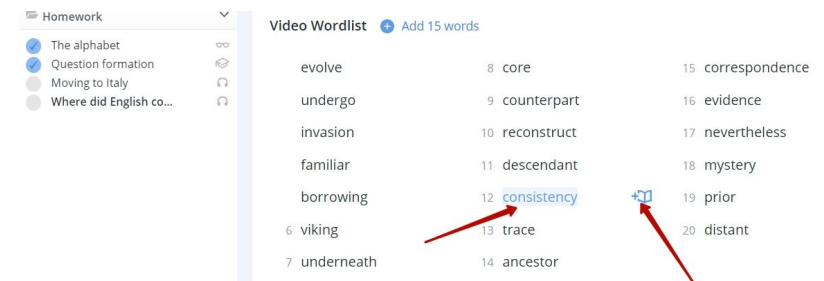 Homework
The alphabet
Question formation
Moving to Italy
Where did English co...
Video Wordlist Add 15 words
evolve
undergo
invasion
familiar
borrowing
6 viking
7 underneath
8 core
9 counterpart
10 reconstruct
11 descendant
12 consistency
13 trace
14 ancestor
15 correspondence
16 evidence
17 nevertheless
18 mystery
19 prior
20 distant